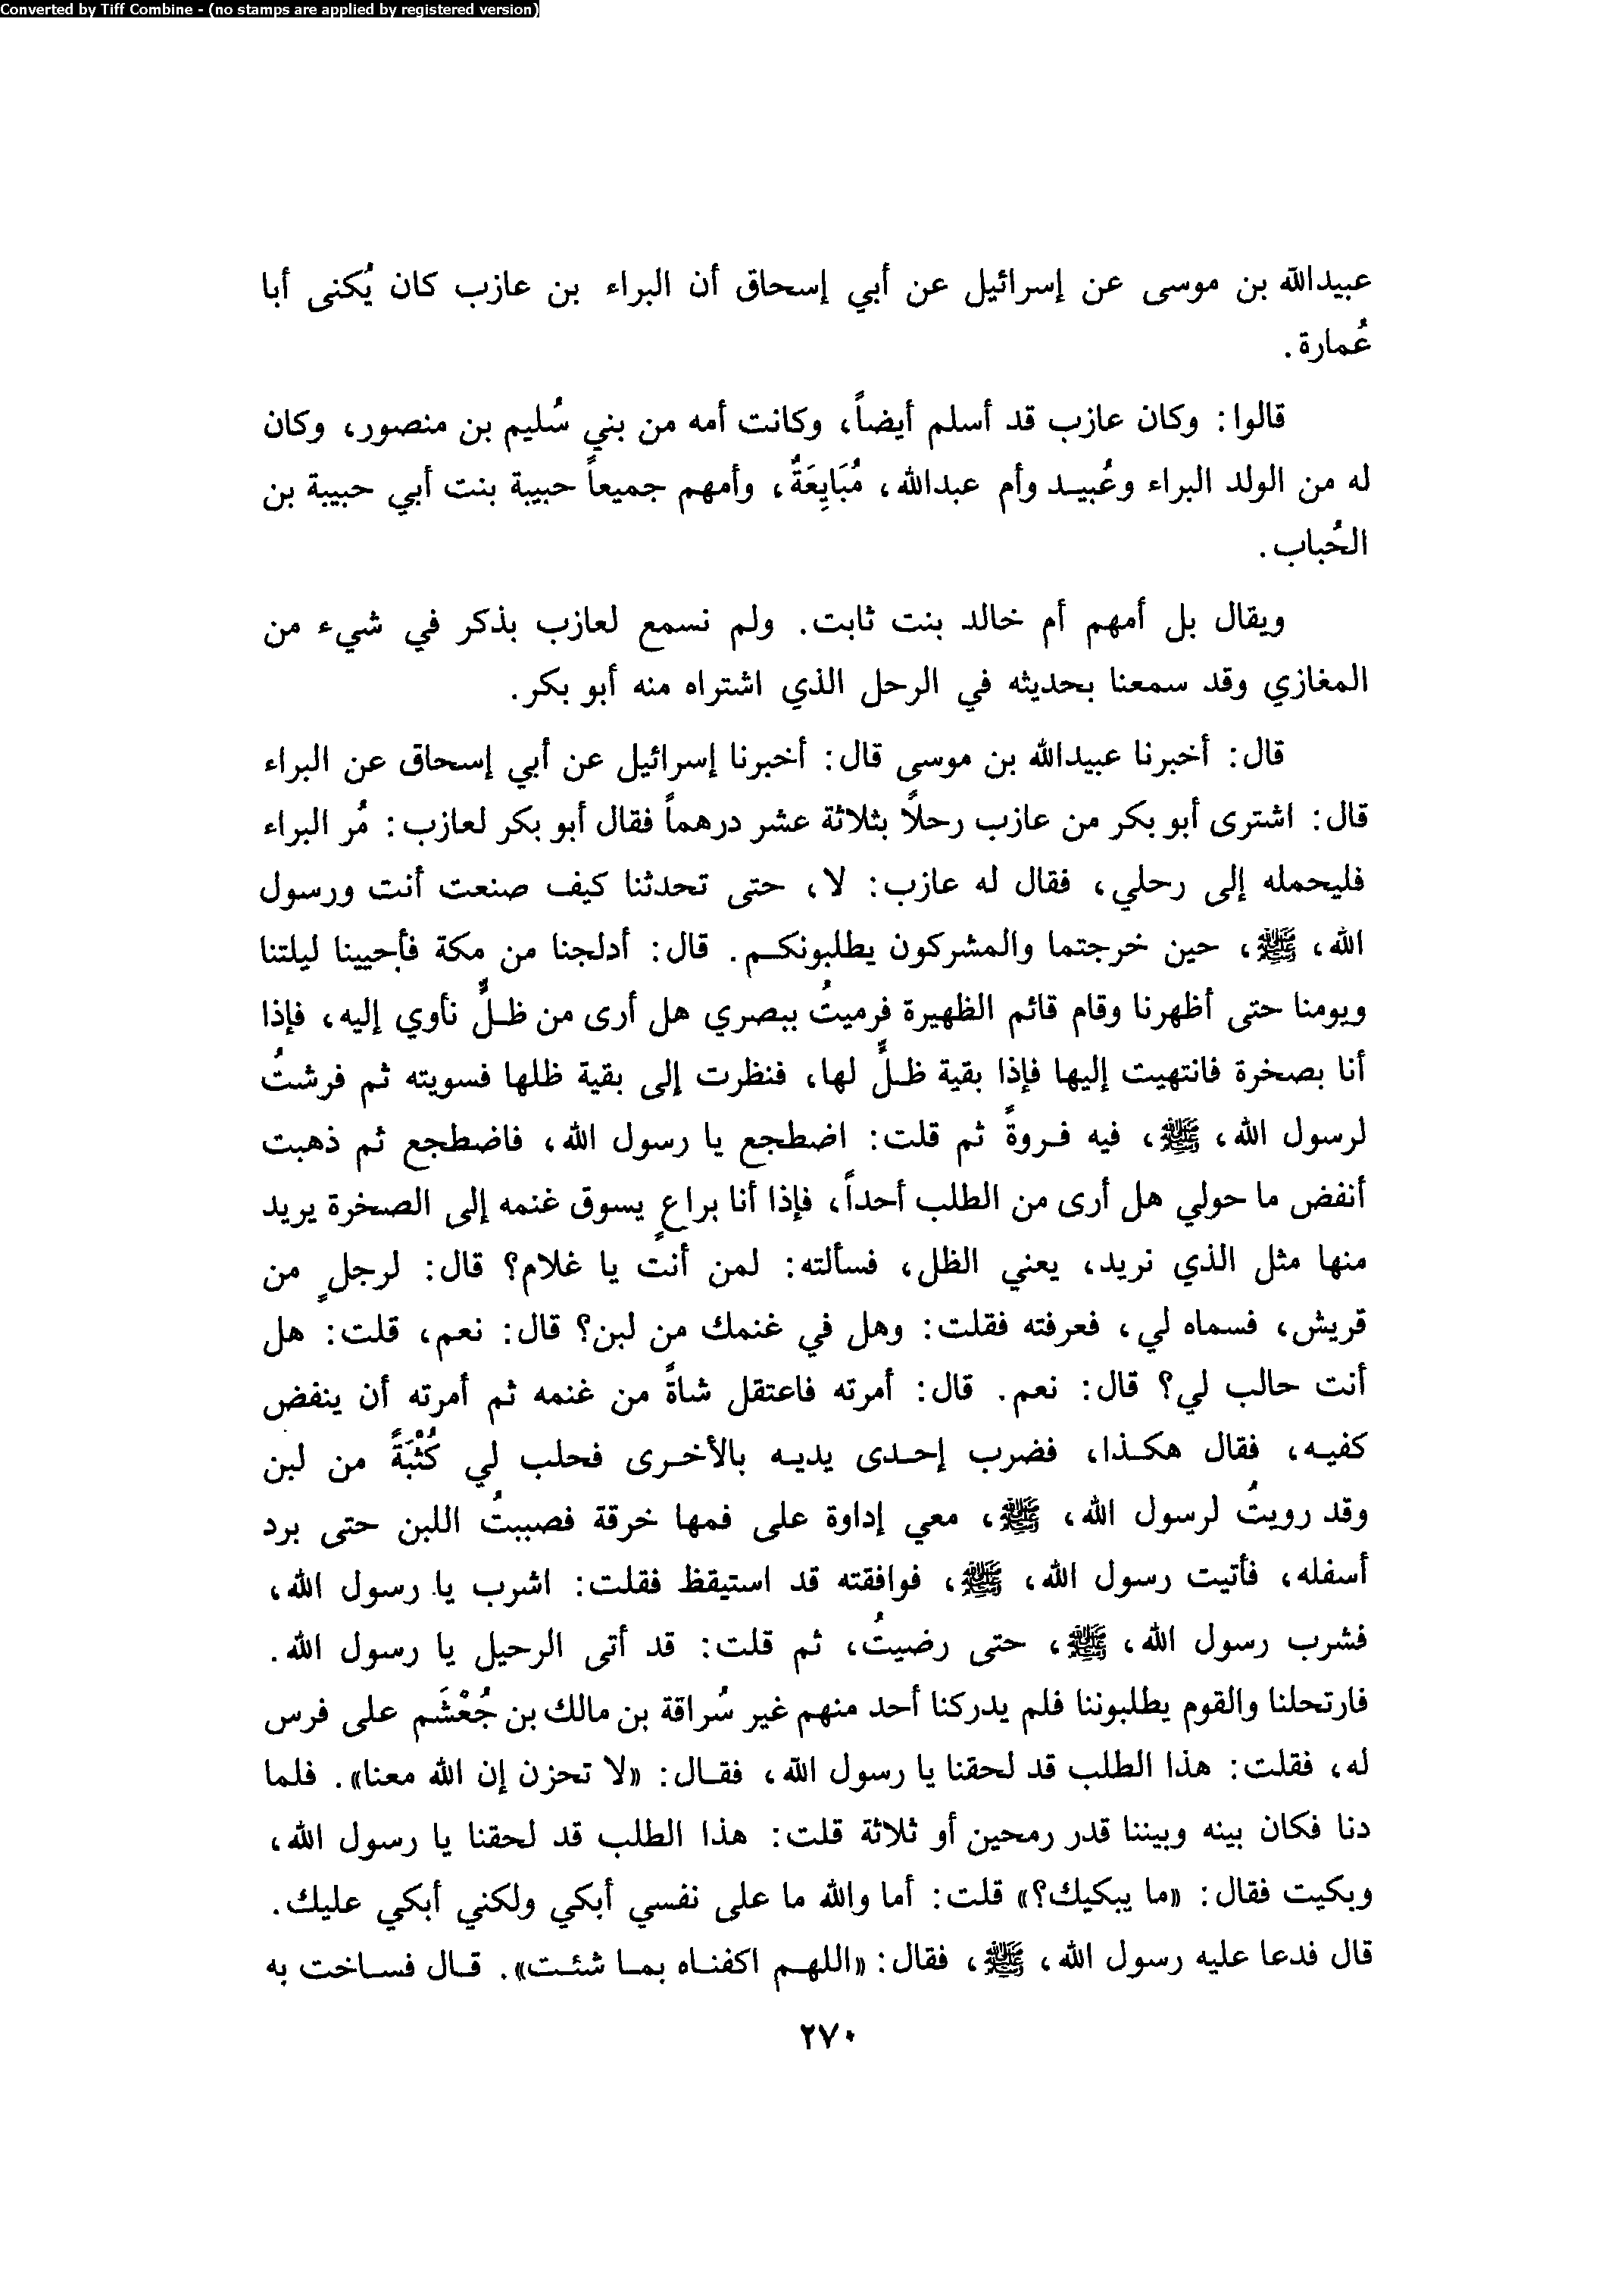 Converted by Tiff Combine - (no stamps are applied by registered version)
عبيدالله بن موسى عن إسرائيل عن أبي إسحاق أن البراء بن عازب كان يُكنى أبا
عُمارة.
قالوا: وكان عازب قد أسلم أيضاً، وكانت أمه من بني سُليم بن منصور، وكان
له من الولد البراء وعُبيد وأم عبدالله، مُبَايِعَةٌ، وأمهم جميعاً حبيبة بنت أبي حبيبة بن
الحُباب.
ويقال بل أمهم أم خالد بنت ثابت. ولم نسمع لعازب بذكر في شيء من
المغازي وقد سمعنا بحديثه في الرحل الذي اشتراه منه أبو بكر.
قال: أخبرنا عبيدالله بن موسى قال: أخبرنا إسرائيل عن أبي إسحاق عن البراء
قال: اشترى أبو بكر من عازب رحلاً بثلاثة عشر درهماً فقال أبو بكر لعازب: مُر البراء
فليحمله إلى رحلي، فقال له عازب: لا، حتى تحدثنا كيف صنعت أنت ورسول
الله، ﷺ، حين خرجتما والمشركون يطلبونكم. قال: أدلجنا من مكة فأحيينا ليلتنا
ويومنا حتى أظهرنا وقام قائم الظهيرة فرميتُ ببصري هل أرى من ظلٍّ نأوي إليه، فإذا
أنا بصخرة فانتهيت إليها فإذا بقية ظلٍّ لها، فنظرت إلى بقية ظلها فسويته ثم فرشتُ
لرسول الله، ﷺ، فيه فروةً ثم قلت: اضطجع يا رسول الله، فاضطجع ثم ذهبت
أنفض ما حولي هل أرى من الطلب أحداً، فإذا أنا براعٍ يسوق غنمه إلى الصخرة يريد
منها مثل الذي نريد، يعني الظل، فسألته: لمن أنت يا غلام؟ قال: لرجلٍ من
قريش، فسماه لي، فعرفته فقلت: وهل في غنمك من لبن؟ قال: نعم، قلت: هل
أنت حالب لي؟ قال: نعم. قال: أمرته فاعتقل شاةً من غنمه ثم أمرته أن ينفض
كفيه، فقال هكذا، فضرب إحدى يديه بالأخرى فحلب لي كُثْبَةً من لبن
وقد رويتُ لرسول الله، ﷺ، معي إداوة على فمها خرقة فصببتُ اللبن حتى برد
أسفله، فأتيت رسول الله، ﷺ، فوافقته قد استيقظ فقلت: اشرب يا رسول الله،
فشرب رسول الله، ﷺ، حتى رضيتُ، ثم قلت: قد أتى الرحيل يا رسول الله.
فارتحلنا والقوم يطلبوننا فلم يدركنا أحد منهم غير سُراقة بن مالك بن جُعْشَم على فرس
له، فقلت: هذا الطلب قد لحقنا يا رسول الله، فقال: «لا تحزن إن الله معنا». فلما
دنا فكان بينه وبيننا قدر رمحين أو ثلاثة قلت: هذا الطلب قد لحقنا يا رسول الله،
وبكيت فقال: «ما يبكيك؟» قلت: أما والله ما على نفسي أبكي ولكني أبكي عليك.
قال فدعا عليه رسول الله، ﷺ، فقال: «اللهم اكفناه بما شئت». قال فساخت به
٢٧٠